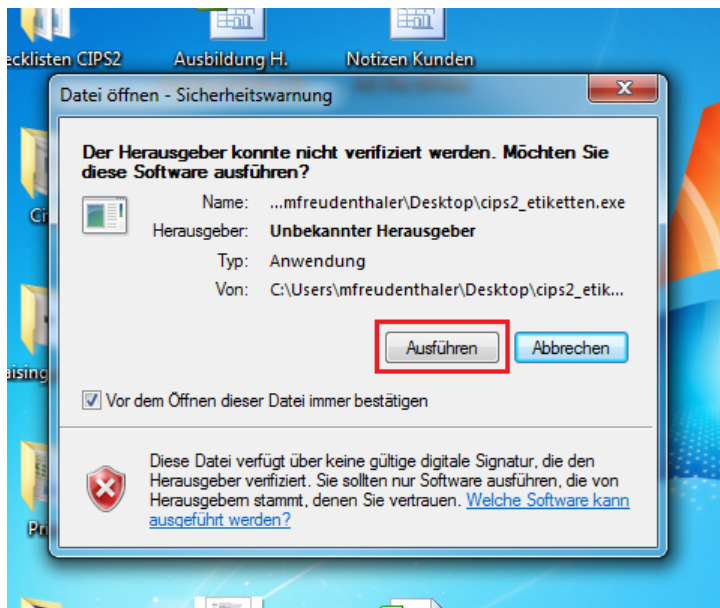 ecklisten CIPS2 Ausbildung H. Notizen Kunden
Datei öffnen - Sicherheitswarnung
Der Herausgeber konnte nicht verifiziert werden. Möchten Sie
diese Software ausführen?
Name: ...mfreudenthaler\Desktop\cips2_etiketten.exe
Herausgeber: Unbekannter Herausgeber
Typ: Anwendung
Von: C:\Users\mfreudenthaler\Desktop\cips2_etik...
Ausführen Abbrechen
aising
Vor dem Öffnen dieser Datei immer bestätigen
Diese Datei verfügt über keine gültige digitale Signatur, die den
Herausgeber verifiziert. Sie sollten nur Software ausführen, die von
Herausgebern stammt, denen Sie vertrauen. Welche Software kann
ausgeführt werden?